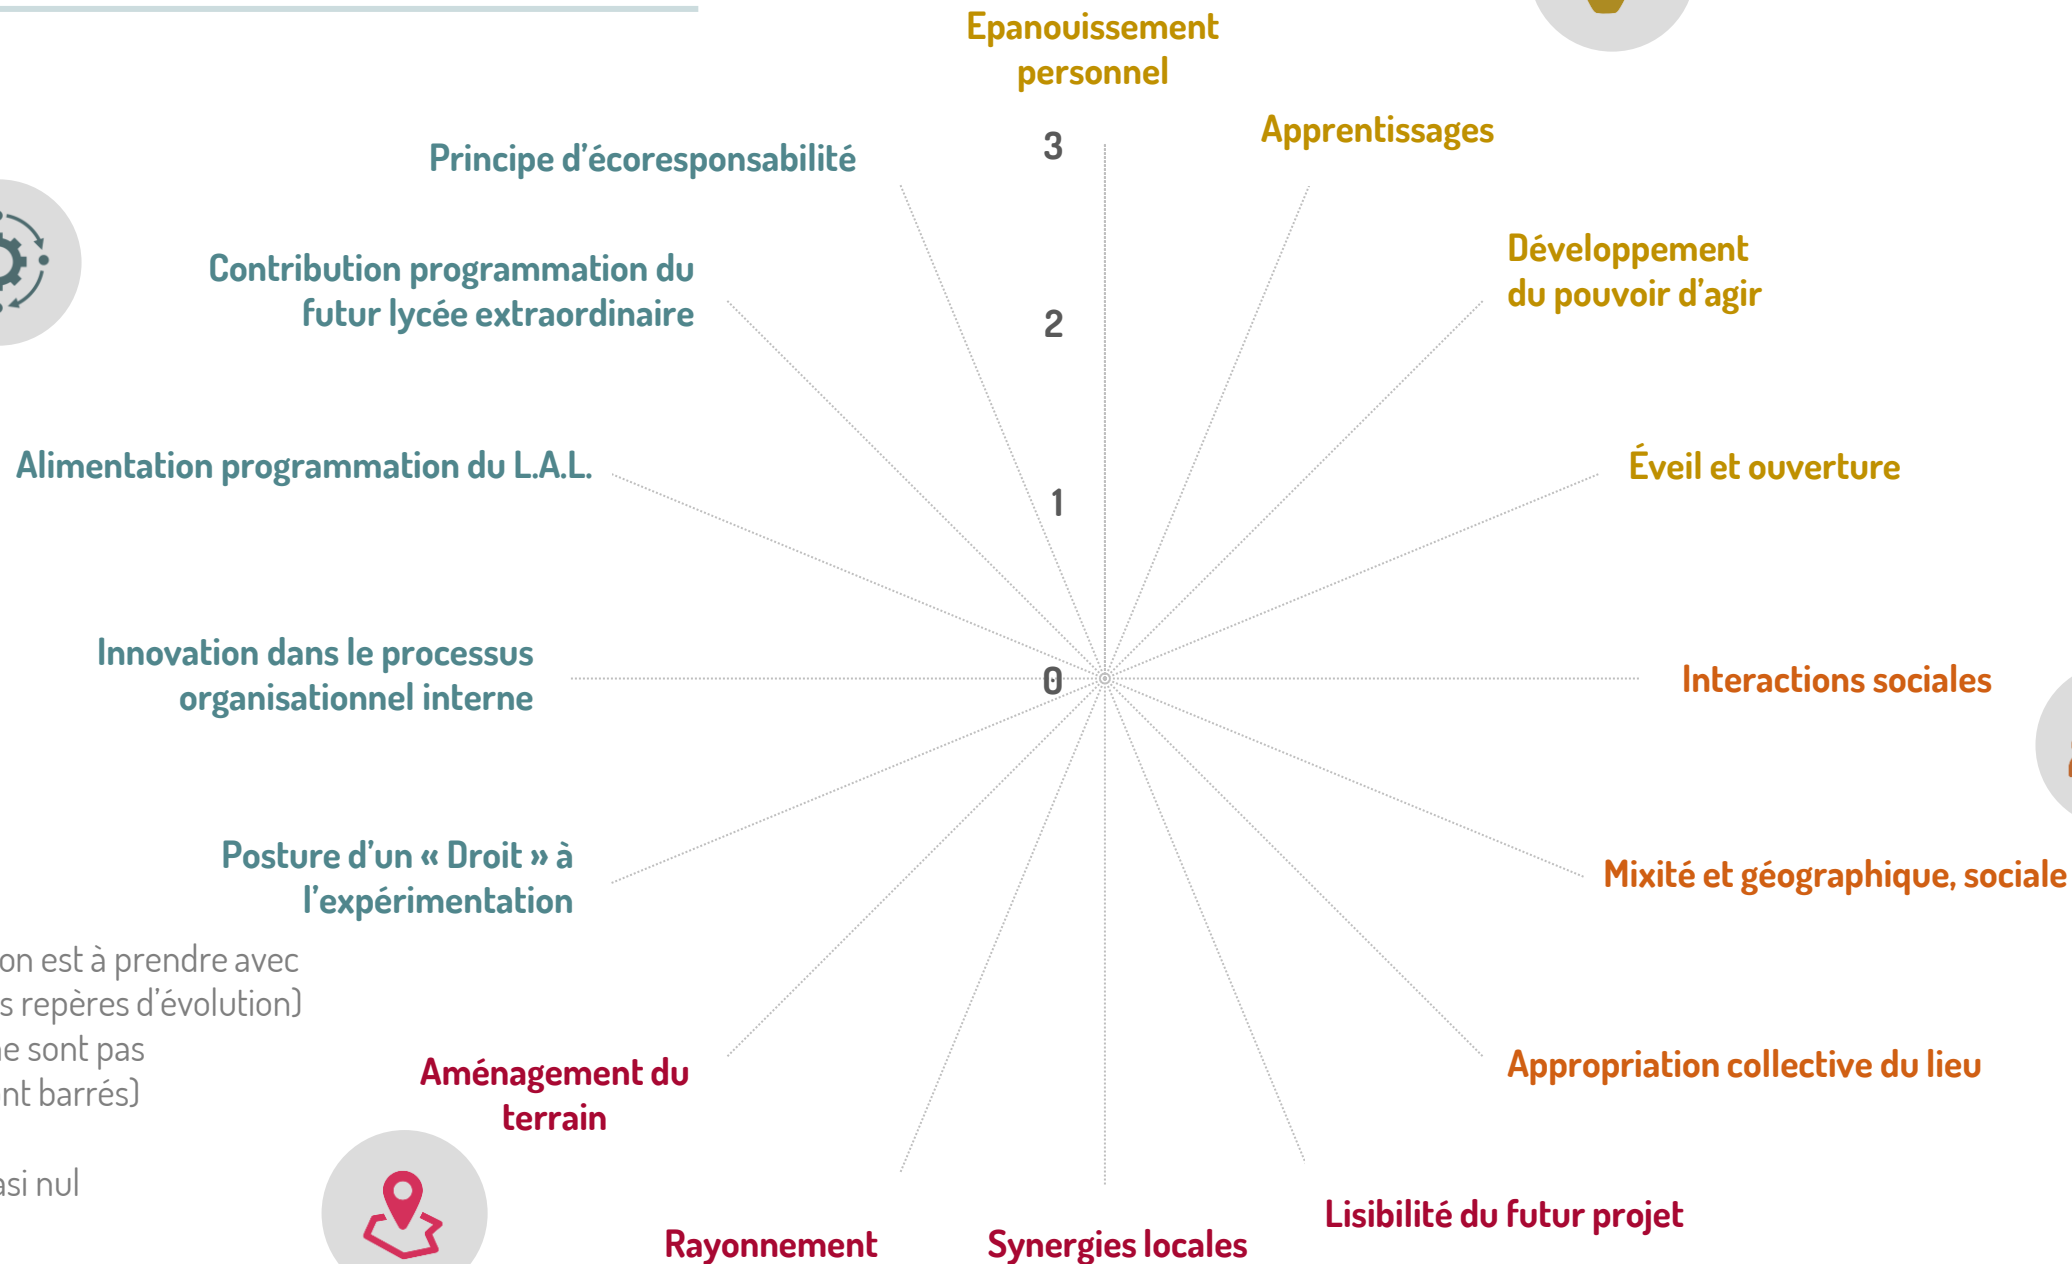 Epanouissement
personnel
Apprentissages
3
Principe d'écoresponsabilité
Développement
du pouvoir d'agir
Contribution programmation du
futur lycée extraordinaire
2
Alimentation programmation du L.A.L.
Éveil et ouverture
1
Innovation dans le processus
organisationnel interne
0
Interactions sociales
Posture d'un « Droit » à
l'expérimentation
Mixité et géographique, sociale
on est à prendre avec
s repères d'évolution)
ne sont pas
nt barrés)
Aménagement du
terrain
Appropriation collective du lieu
asi nul
Lisibilité du futur projet
Rayonnement
Synergies locales